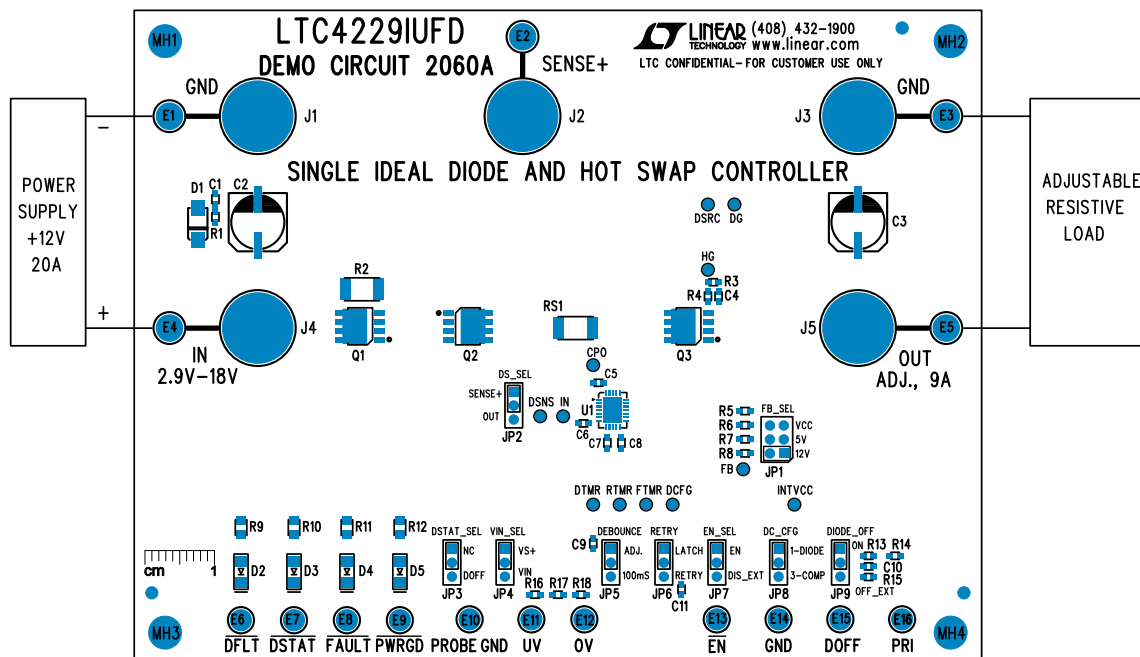 LTC4229IUFD
DEMO CIRCUIT 2060A
E2
SENSE+
LINEAR
TECHNOLOGY
(408) 432-1900
www.linear.com
LTC CONFIDENTIAL-FOR CUSTOMER USE ONLY
MH1
MH2
GND
E1
J1
J2
J3
GND
E3
-
POWER
SUPPLY
+12V
20A
+
ADJUSTABLE
RESISTIVE
LOAD
SINGLE IDEAL DIODE AND HOT SWAP CONTROLLER
D1
C1
C2
R1
DSRC
DG
C3
HG
R3
R4
C4
R2
RS1
E4
J4
Q1
Q2
Q3
J5
E5
IN
2.9V-18V
OUT
ADJ., 9A
CPO
C5
DS_SEL
SENSE+
OUT
JP2
DSNS
IN
U1
C6
C7
C8
R5
R6
R7
R8
FB
FB_SEL
VCC
5V
12V
JP1
DTMR
RTMR
FTMR
DCFG
INTVCC
R9
R10
R11
R12
D2
D3
D4
D5
cm
1
DSTAT_SEL
NC
DOFF
JP3
VIN_SEL
VS+
VIN
JP4
R16
R17
R18
C9
DEBOUNCE
ADJ.
100mS
JP5
RETRY
LATCH
RETRY
JP6
C11
EN_SEL
EN
DIS_EXT
JP7
DC_CFG
1-DIODE
3-COMP
JP8
DIODE_OFF
ON
OFF_EXT
JP9
R13
R14
C10
R15
MH3
E6
E7
E8
E9
E10
E11
E12
E13
E14
E15
E16
MH4
DFLT
DSTAT
FAULT
PWRGD
PROBE GND
UV
OV
EN
GND
DOFF
PRI